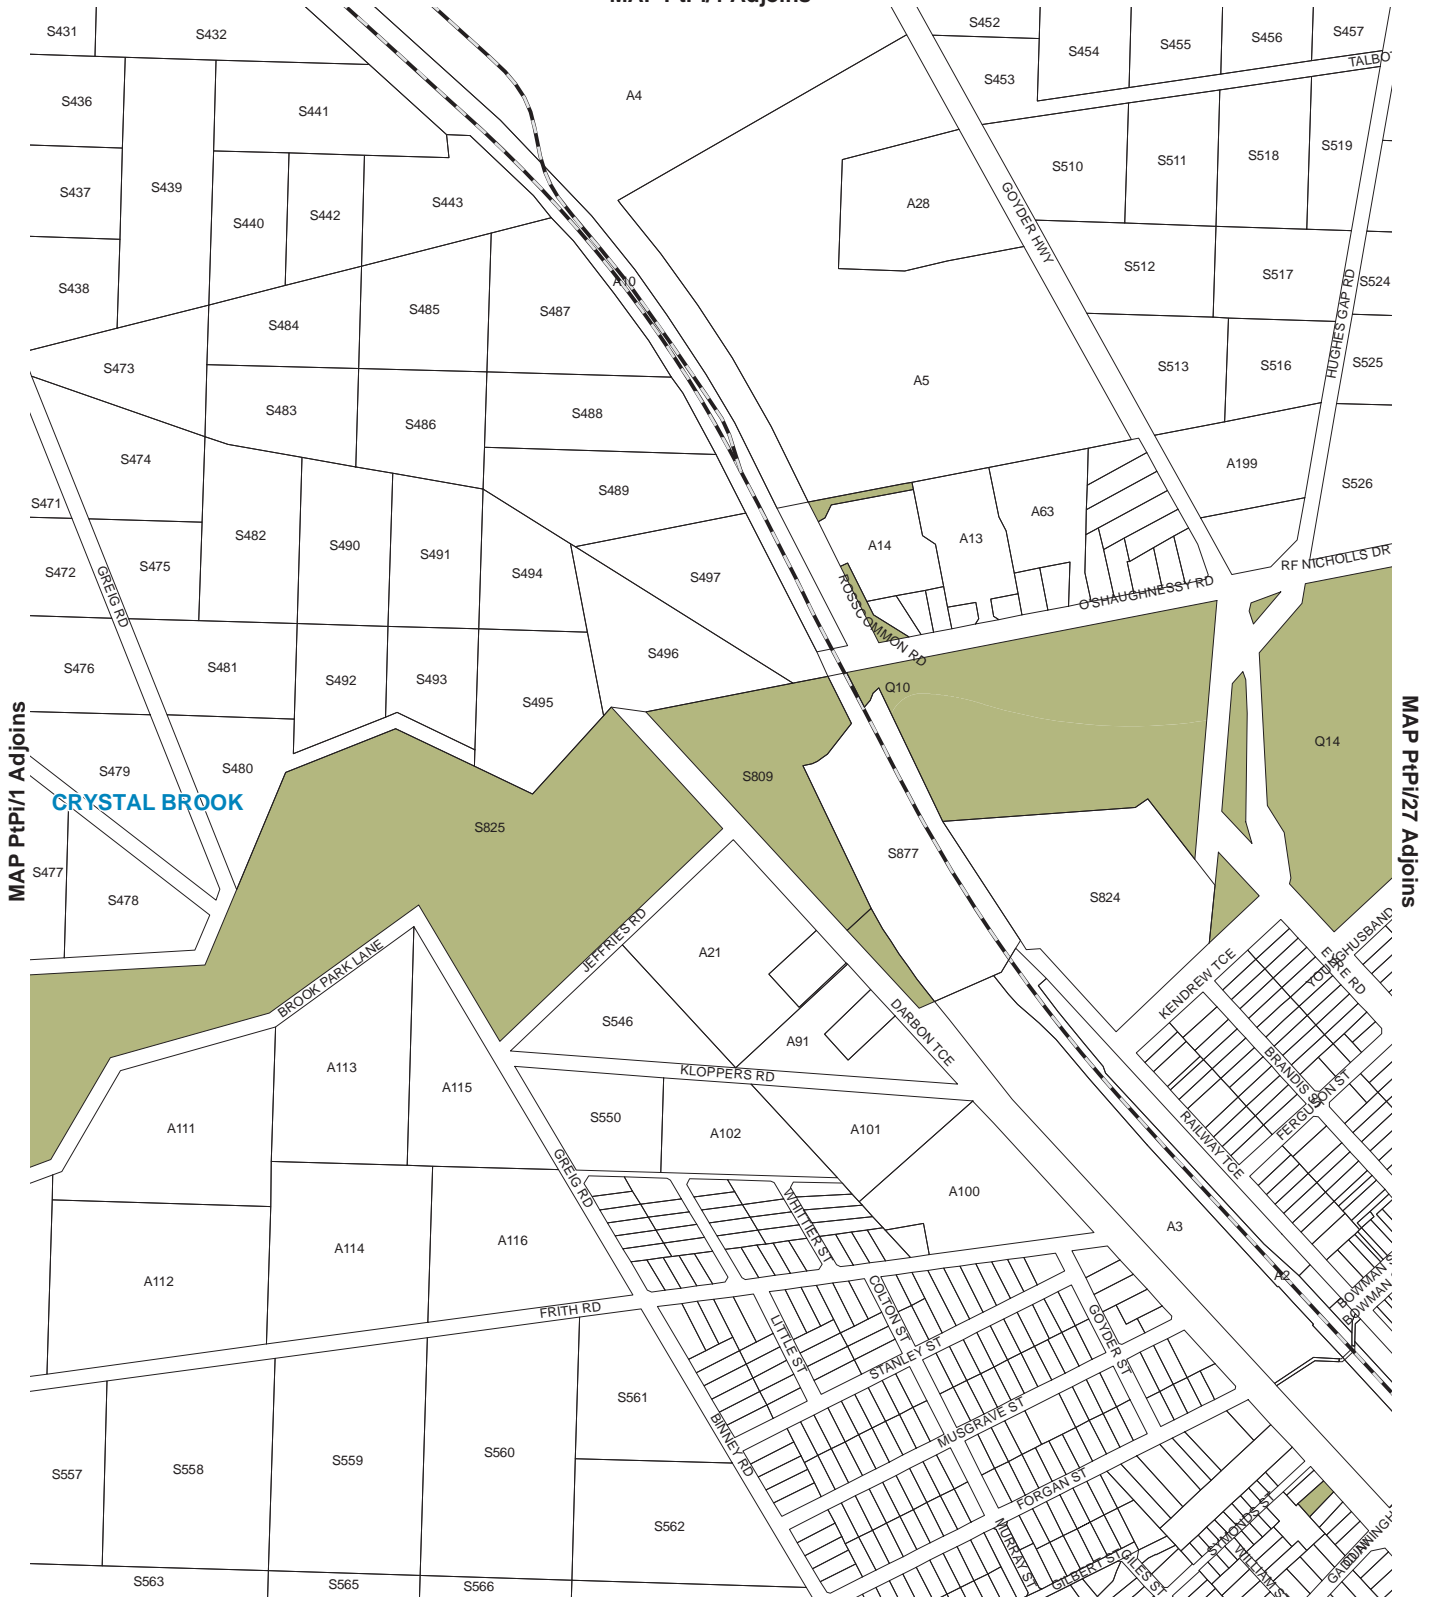 S431
S432
S452
S454
S455
S456
S457
TALBO
S453
A4
S436
S441
S437
S439
S440
S442
S443
A28
GOYDER HWY
S510
S511
S518
S519
S438
A10
S512
S517
S524
HUGHES GAP RD
S484
S485
S487
S473
A5
S513
S516
S525
S483
S486
S488
S474
S489
A199
S526
S471
A63
S482
S490
S491
A14
A13
S472
S475
S494
S497
GREIG RD
RF NICHOLLS DR
O'SHAUGHNESSY RD
ROSSCOMMON RD
S476
S481
S492
S493
S496
S495
Q10
MAP PtPi/1 Adjoins
MAP PtPi/27 Adjoins
S479
S480
S809
Q14
CRYSTAL BROOK
S825
S477
S478
S877
S824
BROOK PARK LANE
JEFFRIES RD
A21
YOUNGHUSBAND
KENDREW TCE
S546
A91
DARBON TCE
A113
A115
KLOPPERS RD
BRANDIS ST
FERGUSON ST
RAILWAY TCE
A111
S550
A102
A101
GREIG RD
WHITTIER ST
A100
A3
A114
A116
A112
A2
BOWMAN S
BOWMAN
FRITH RD
LITTLE ST
COLTON ST
GOYDER ST
STANLEY ST
S561
BINNEY RD
MUSGRAVE ST
S557
S558
S559
S560
FORGAN ST
S562
SYMONDS ST
MURRAY ST
GILBERT ST
GILES ST
WILLIAM ST
S563
S565
S566